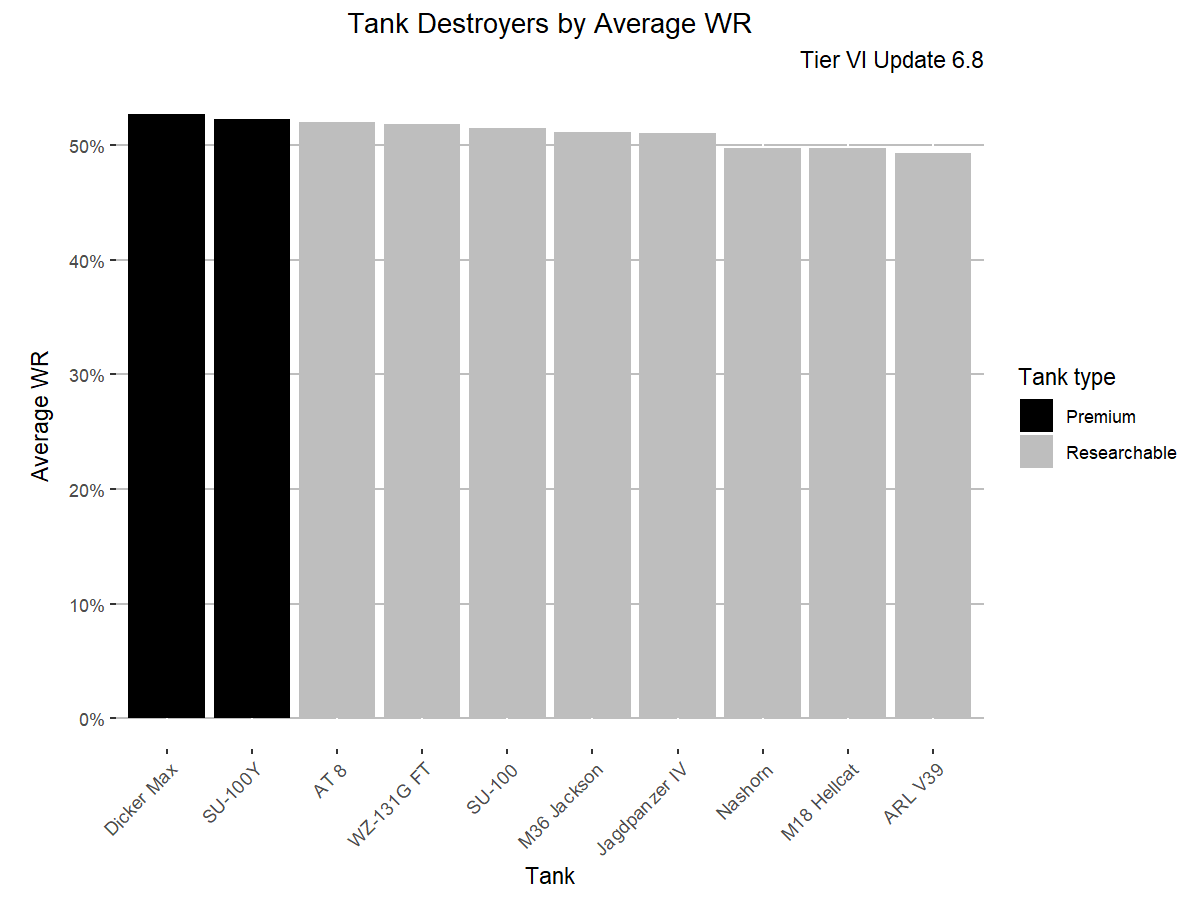 Tank Destroyers by Average WR
Tier VI Update 6.8
50%
40%
30%
20%
10%
0%
Average WR
Dicker Max
SU-100Y
AT 8
WZ-131G FT
SU-100
M36 Jackson
Jagdpanzer IV
Nashorn
M18 Hellcat
ARL V39
Tank
Tank type
Premium
Researchable